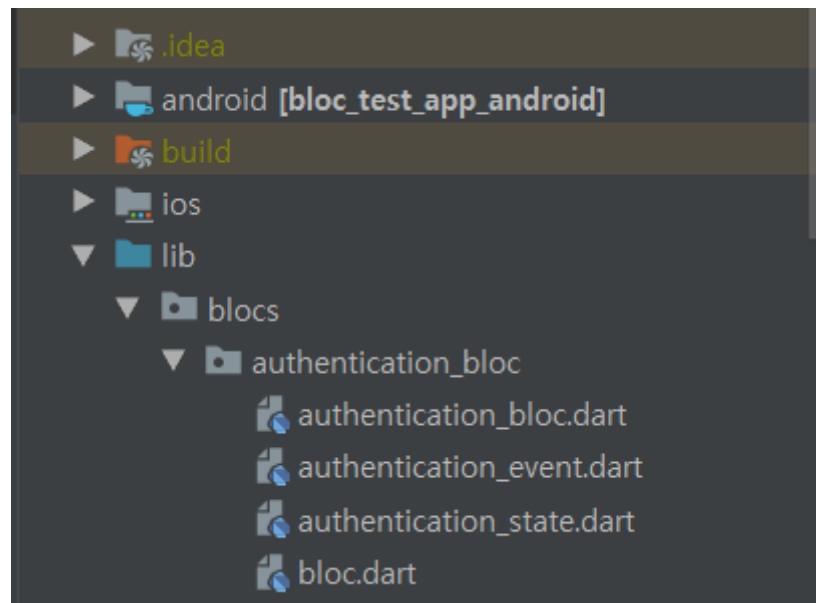 .idea
android [bloc_test_app_android]
build
ios
lib
blocs
authentication_bloc
authentication_bloc.dart
authentication_event.dart
authentication_state.dart
bloc.dart